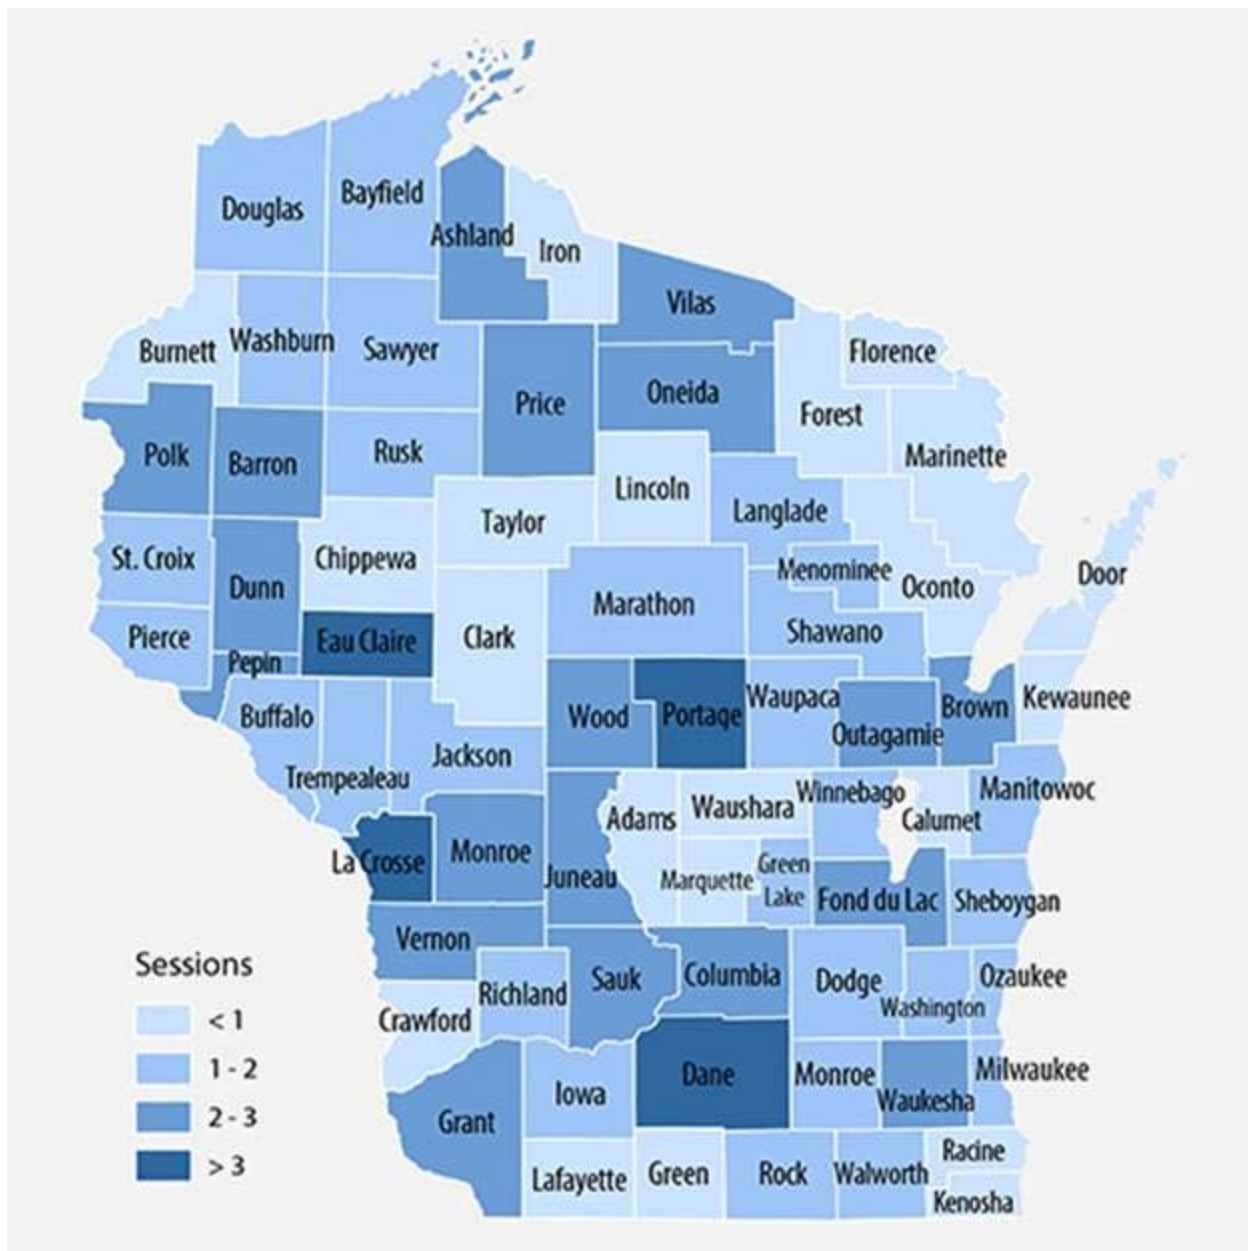 Douglas
Bayfield
Ashland
Iron
Vilas
Burnett
Washburn
Sawyer
Price
Oneida
Florence
Forest
Marinette
Polk
Barron
Rusk
Lincoln
Langlade
Taylor
St. Croix
Dunn
Chippewa
Menominee
Oconto
Door
Marathon
Pierce
Eau Claire
Clark
Shawano
Pepin
Buffalo
Wood
Portage
Waupaca
Outagamie
Brown
Kewaunee
Trempealeau
Jackson
Adams
Waushara
Winnebago
Calumet
Manitowoc
La Crosse
Monroe
Juneau
Marquette
Green
Lake
Fond du Lac
Sheboygan
Vernon
Richland
Sauk
Columbia
Dodge
Washington
Ozaukee
Crawford
Grant
Iowa
Dane
Monroe
Waukesha
Milwaukee
Lafayette
Green
Rock
Walworth
Racine
Kenosha
Sessions
< 1
1 - 2
2 - 3
> 3